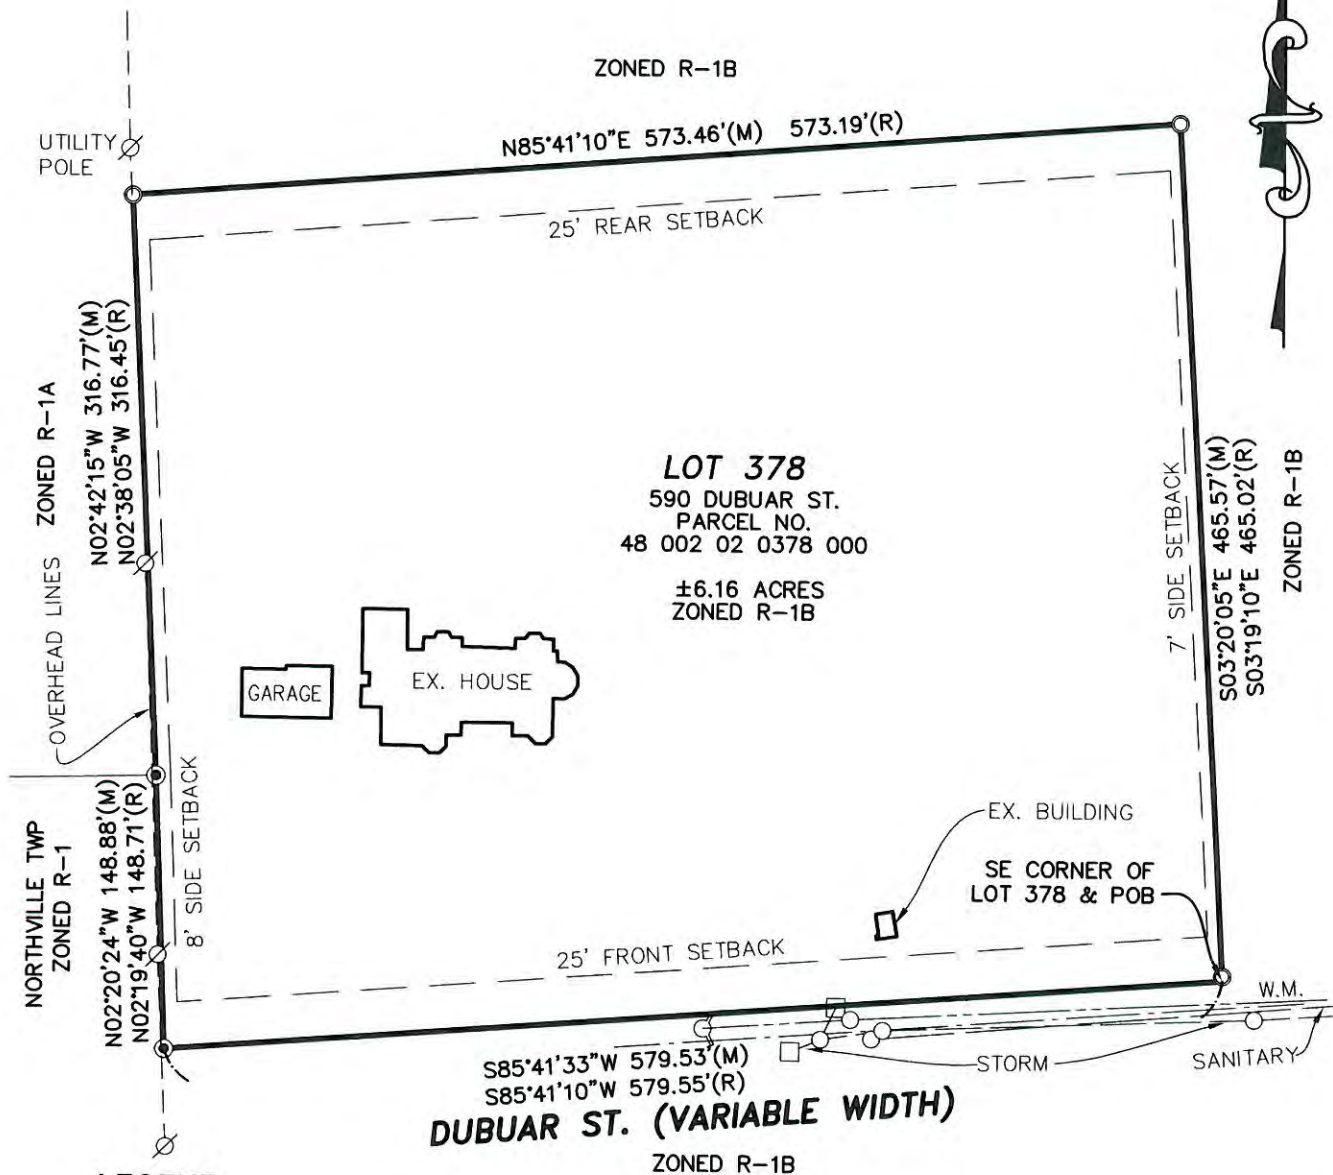 ZONED R-1B
UTILITY
POLE
N85°41'10"E 573.46'(M) 573.19'(R)
25' REAR SETBACK
ZONED R-1A
N02°42'15"W 316.77'(M)
N02°38'05"W 316.45'(R)
OVERHEAD LINES
LOT 378
590 DUBUAR ST.
PARCEL NO.
48 002 02 0378 000
±6.16 ACRES
ZONED R-1B
7' SIDE SETBACK
S03°20'05"E 465.57'(M)
S03°19'10"E 465.02'(R)
ZONED R-1B
GARAGE
EX. HOUSE
NORTHVILLE TWP
ZONED R-1
N02°20'24"W 148.88'(M)
N02°19'40"W 148.71'(R)
8' SIDE SETBACK
EX. BUILDING
SE CORNER OF
LOT 378 & POB
25' FRONT SETBACK
W.M.
S85°41'33"W 579.53'(M)
S85°41'10"W 579.55'(R)
STORM
SANITARY
DUBUAR ST. (VARIABLE WIDTH)
ZONED R-1B